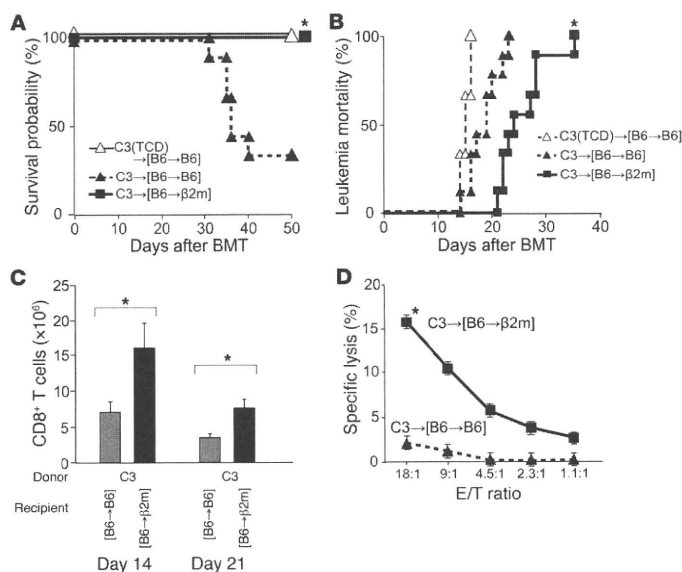 A
Survival probability (%)
100
50
0
*
C3(TCD)
→[B6→B6]
C3→[B6→B6]
C3→[B6→β2m]
0 10 20 30 40 50
Days after BMT
B
Leukemia mortality (%)
100
50
0
*
C3(TCD)→[B6→B6]
C3→[B6→B6]
C3→[B6→β2m]
0 10 20 30 40
Days after BMT
C
CD8⁺ T cells (×10⁶)
25
20
15
10
5
0
*
*
Donor C3 C3
Recipient
[B6→B6]
[B6→β2m]
[B6→B6]
[B6→β2m]
Day 14 Day 21
D
Specific lysis (%)
20
15
10
5
0
*
C3→[B6→β2m]
C3→[B6→B6]
18:1 9:1 4.5:1 2.3:1 1.1:1
E/T ratio